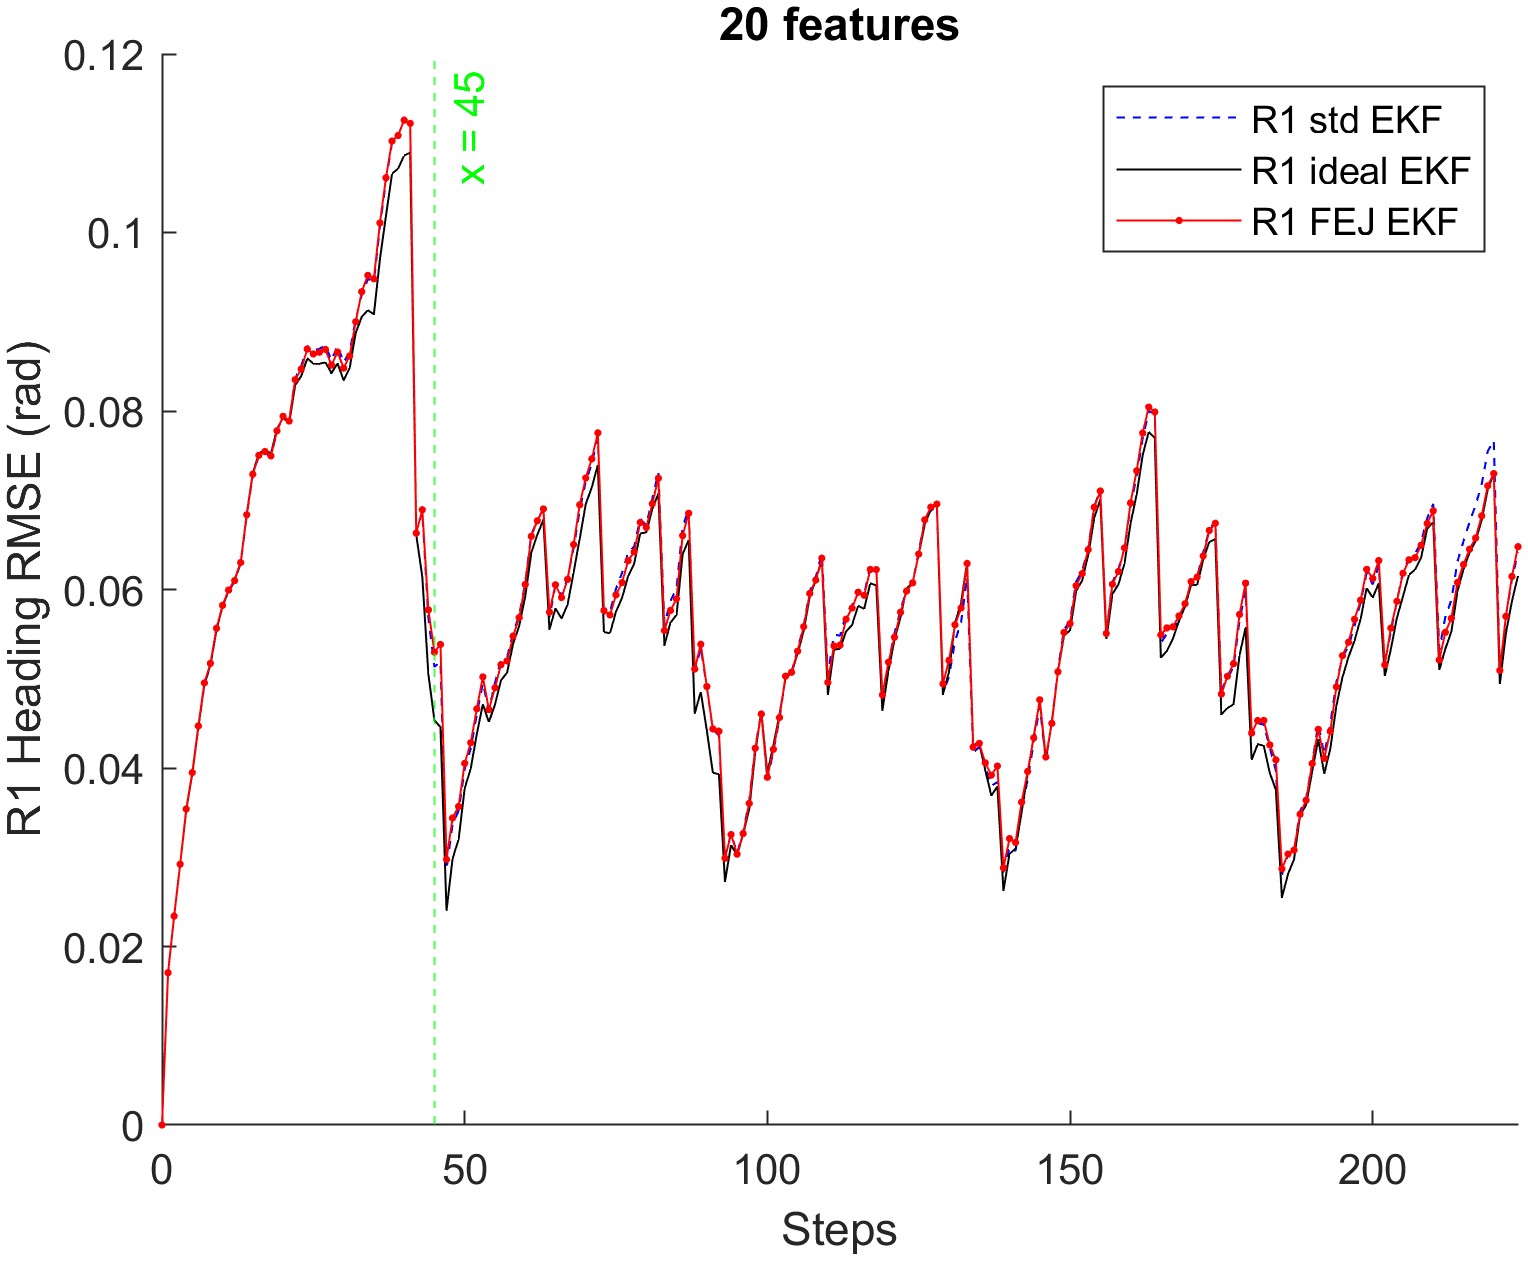 20 features
0.12
0.1
0.08
0.06
0.04
0.02
0
R1 Heading RMSE (rad)
x = 45
R1 std EKF
R1 ideal EKF
R1 FEJ EKF
0 50 100 150 200
Steps